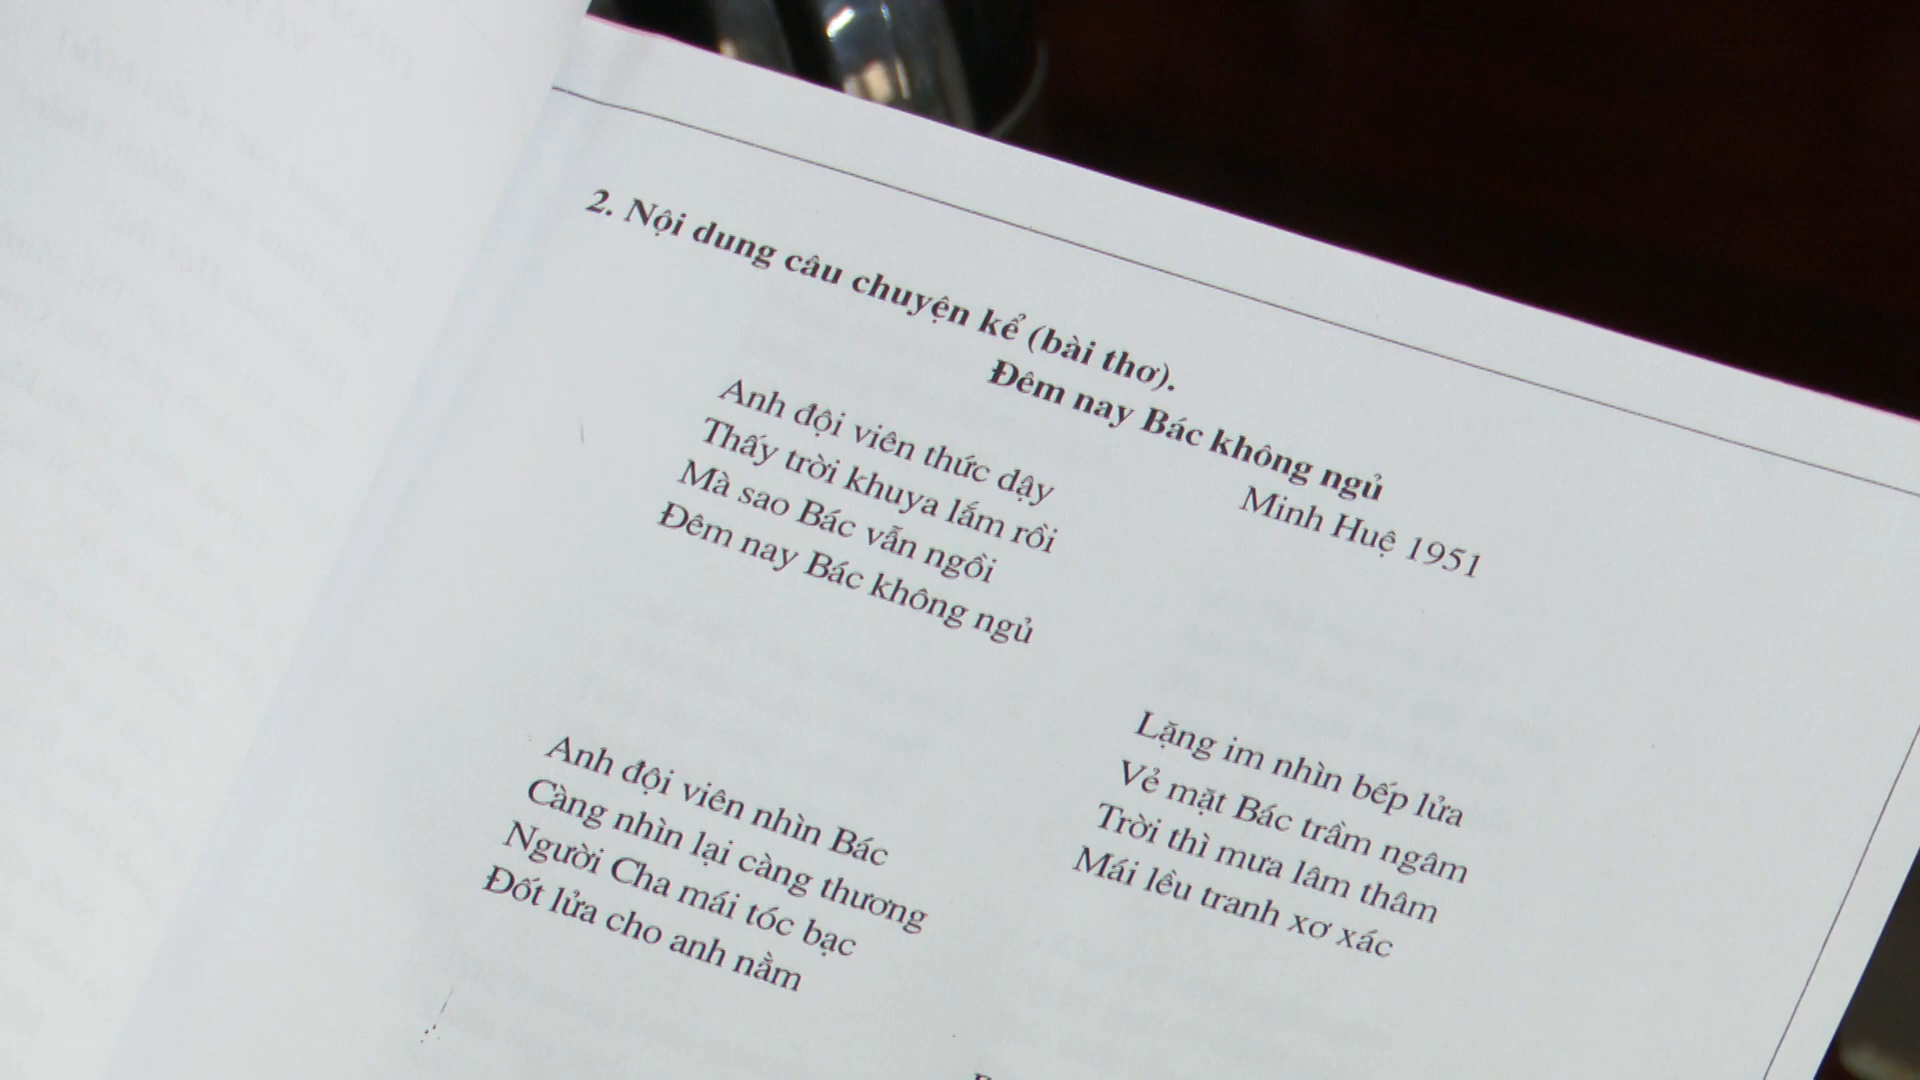 2. Nội dung câu chuyện kể (bài thơ).
Đêm nay Bác không ngủ
Minh Huệ 1951
Anh đội viên thức dậy
Thấy trời khuya lắm rồi
Mà sao Bác vẫn ngồi
Đêm nay Bác không ngủ
Lặng im nhìn bếp lửa
Vẻ mặt Bác trầm ngâm
Trời thì mưa lâm thâm
Mái lều tranh xơ xác
Anh đội viên nhìn Bác
Càng nhìn lại càng thương
Người Cha mái tóc bạc
Đốt lửa cho anh nằm